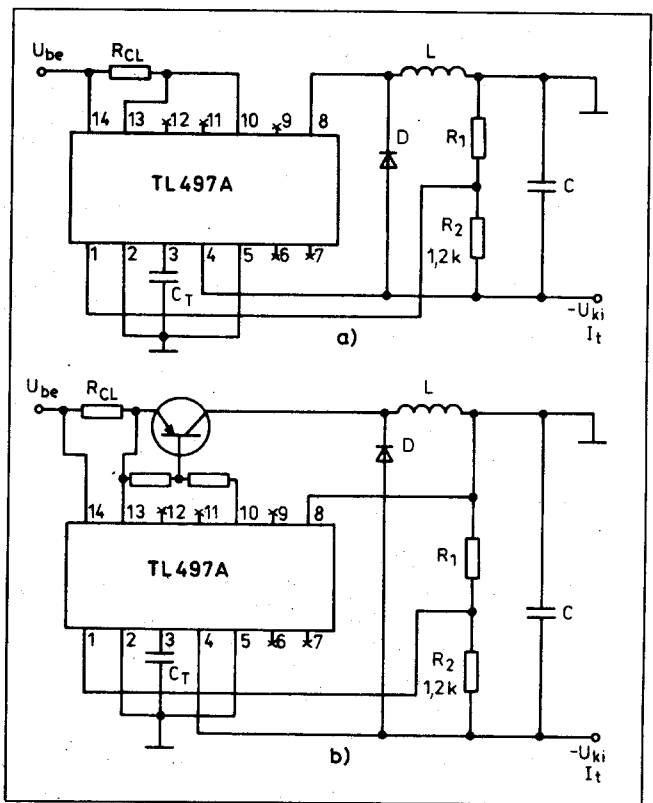 U_be
R_CL
L
14 13 12 11 10 9 8
D
R_1
C
TL497A
R_2
1,2k
1 2 3 4 5 6 7
C_T
-U_ki
I_t
a)
U_be
R_CL
L
D
14 13 12 11 10 9 8
TL497A
R_1
C
R_2
1,2k
1 2 3 4 5 6 7
C_T
-U_ki
I_t
b)